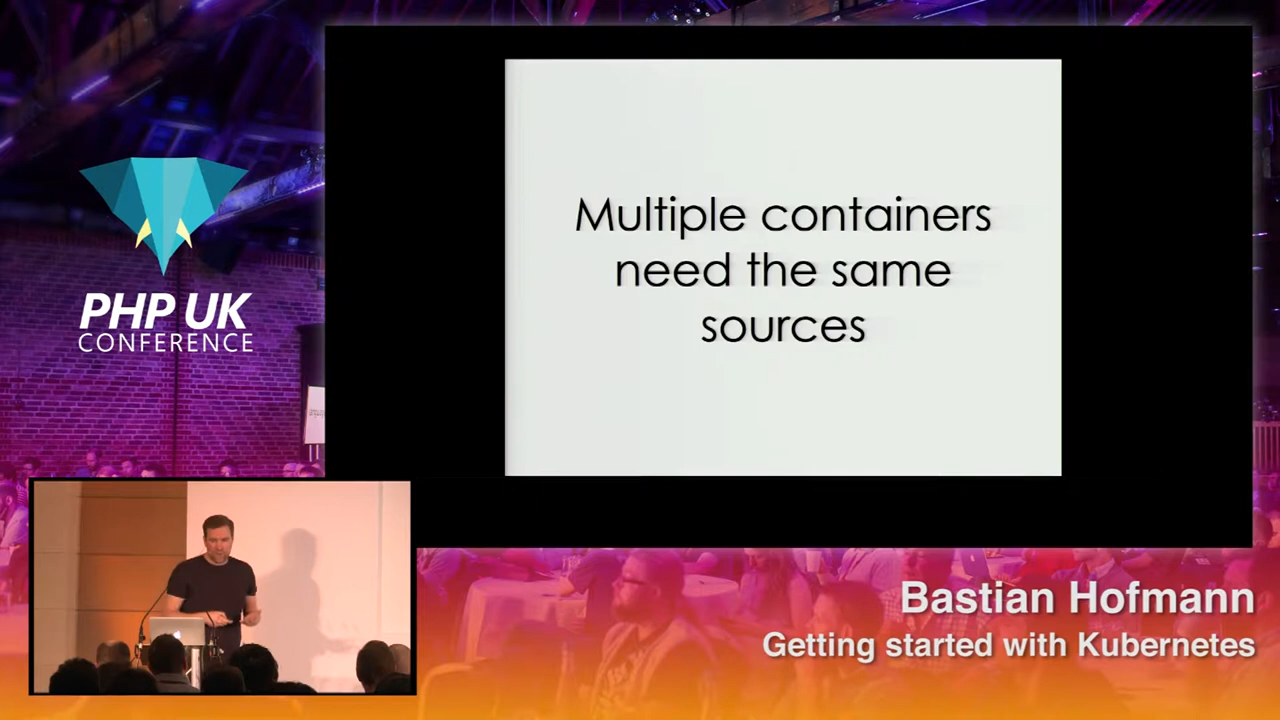 PHP UK
CONFERENCE
Multiple containers
need the same
sources
Bastian Hofmann
Getting started with Kubernetes